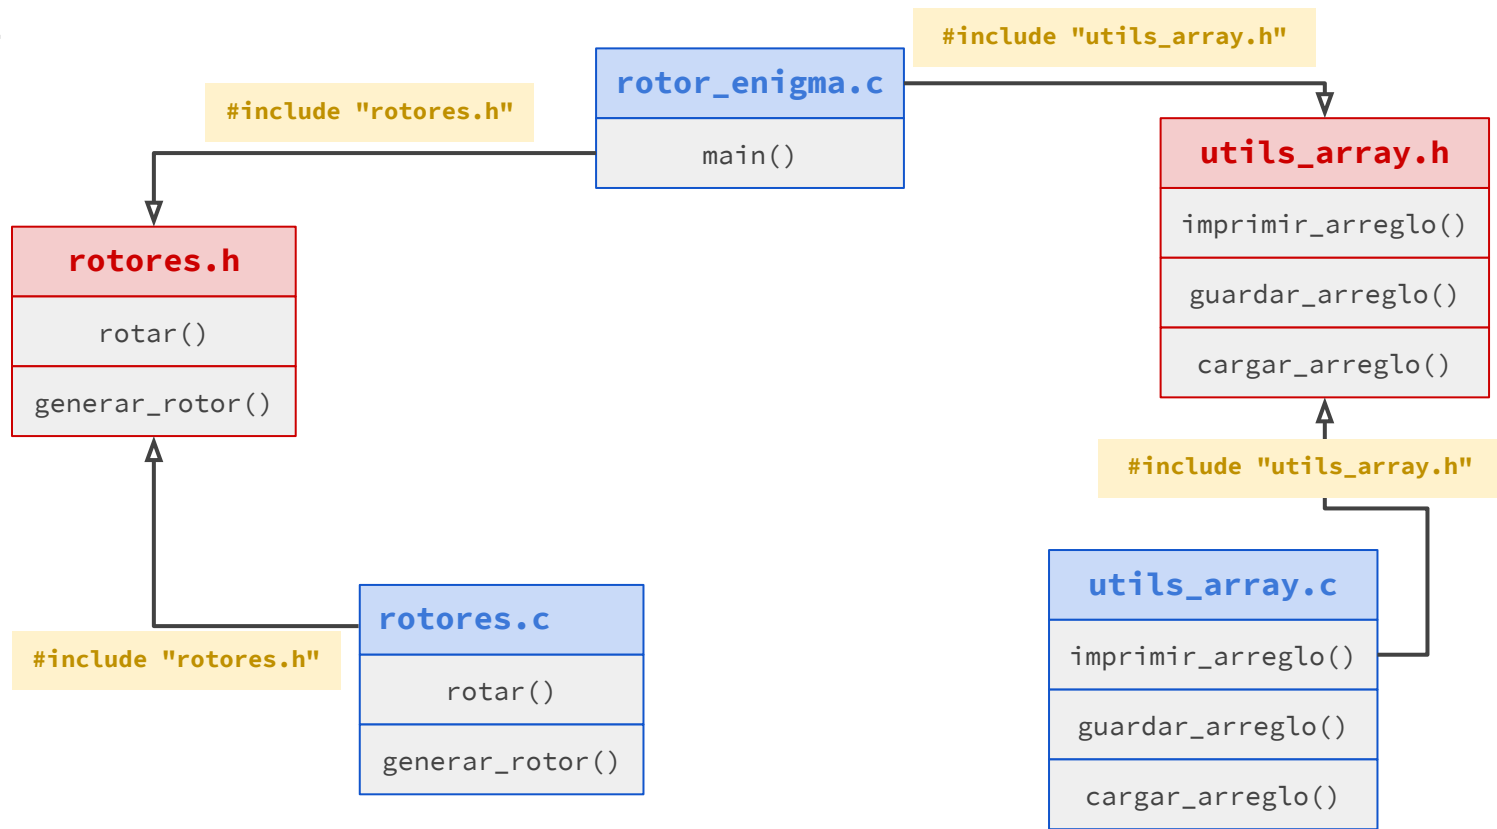 #include "utils_array.h"
rotor_enigma.c
main()
#include "rotores.h"
utils_array.h
imprimir_arreglo()
guardar_arreglo()
cargar_arreglo()
rotores.h
rotar()
generar_rotor()
#include "utils_array.h"
rotores.c
rotar()
generar_rotor()
#include "rotores.h"
utils_array.c
imprimir_arreglo()
guardar_arreglo()
cargar_arreglo()